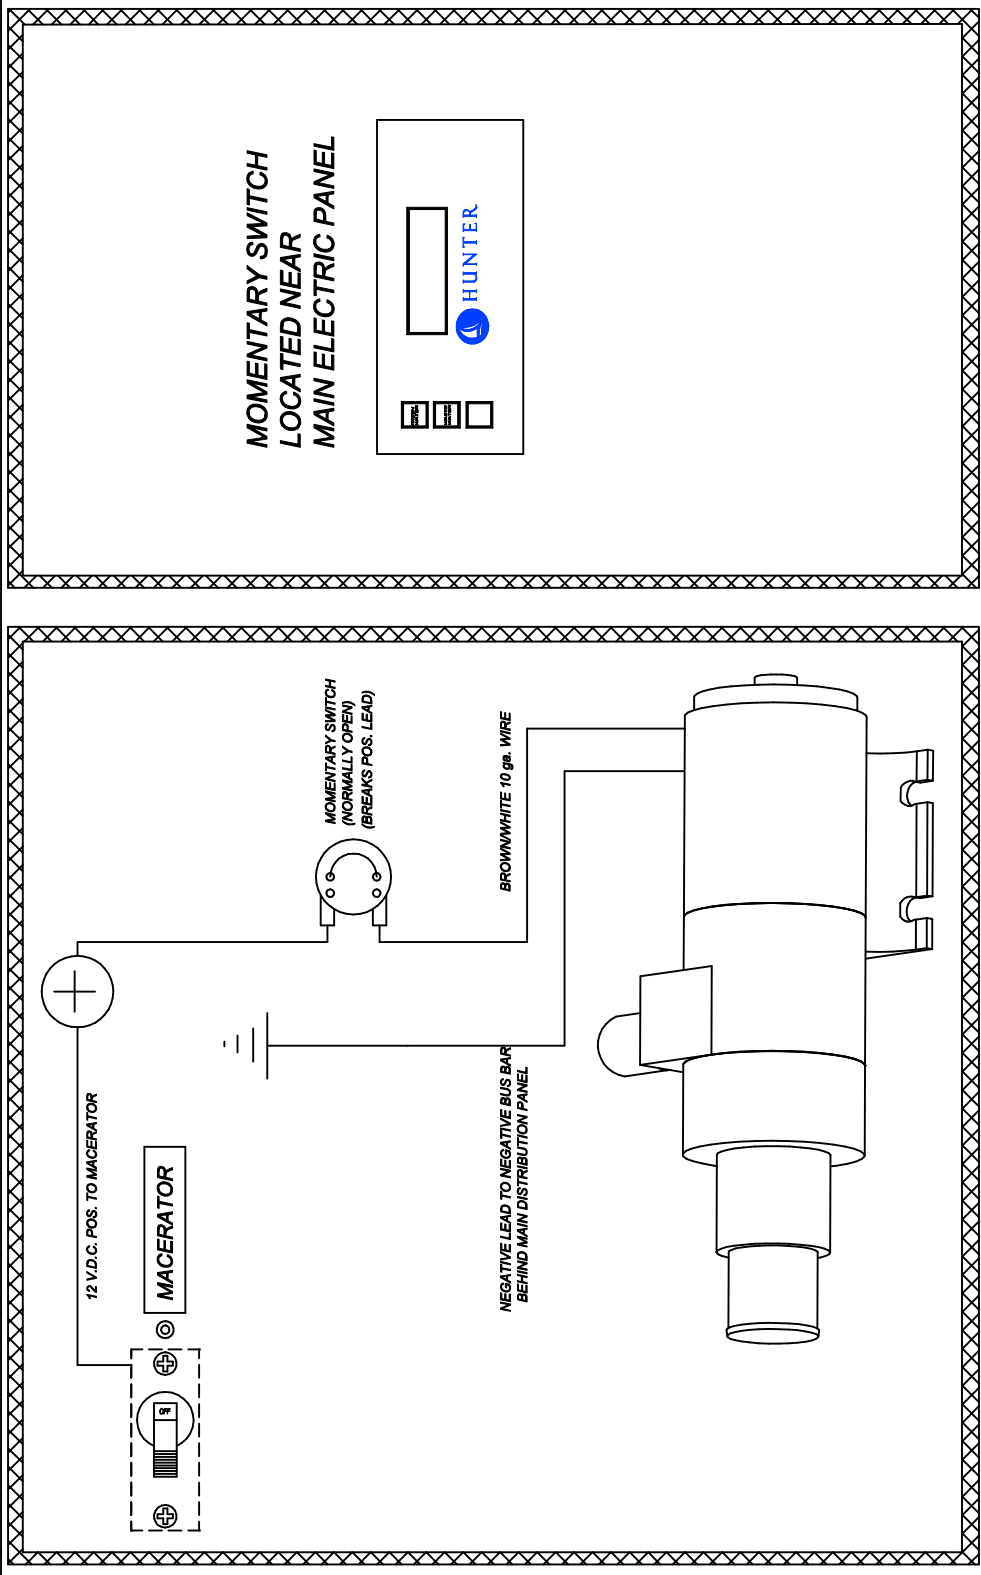 MOMENTARY SWITCH
LOCATED NEAR
MAIN ELECTRIC PANEL
HUNTER
MOMENTARY SWITCH
(NORMALLY OPEN)
(BREAKS POS. LEAD)
BROWN/WHITE 10 ga. WIRE
12 V.D.C. POS. TO MACERATOR
MACERATOR
OFF
NEGATIVE LEAD TO NEGATIVE BUS BAR
BEHIND MAIN DISTRIBUTION PANEL